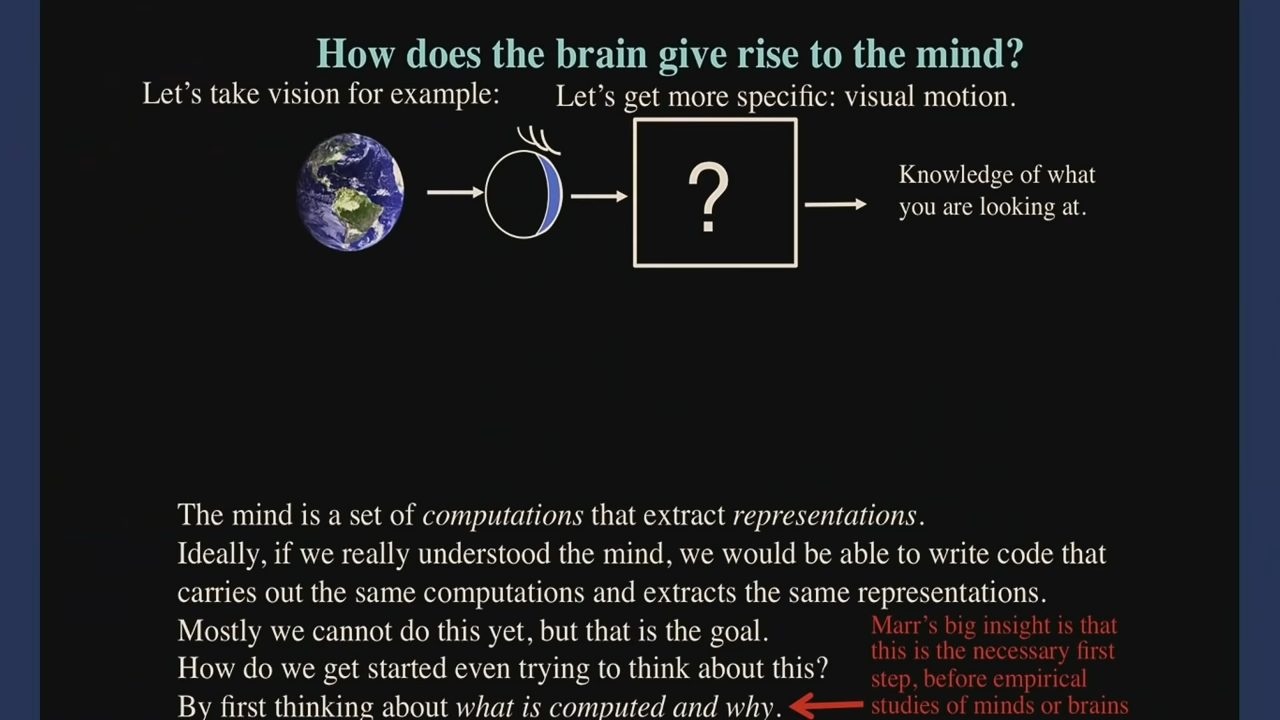 How does the brain give rise to the mind?
Let's take vision for example:
Let's get more specific: visual motion.
?
Knowledge of what
you are looking at.
The mind is a set of computations that extract representations.
Ideally, if we really understood the mind, we would be able to write code that
carries out the same computations and extracts the same representations.
Mostly we cannot do this yet, but that is the goal.
How do we get started even trying to think about this?
By first thinking about what is computed and why.
Marr's big insight is that
this is the necessary first
step, before empirical
studies of minds or brains